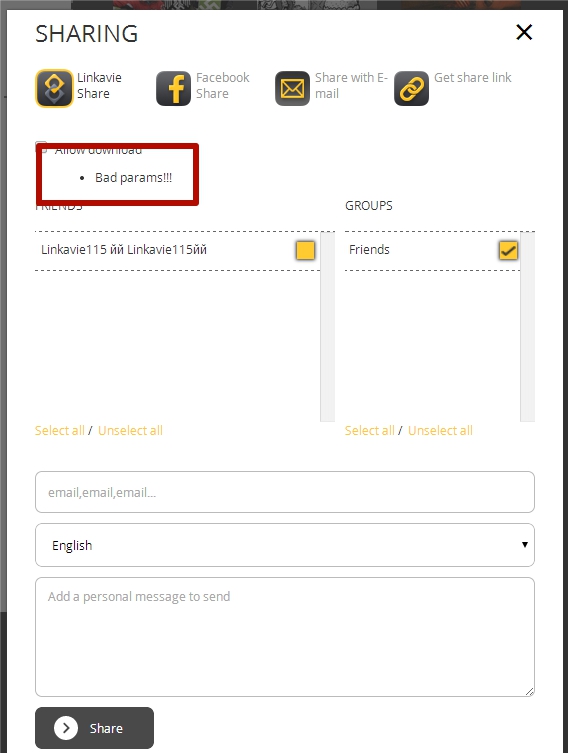 SHARING
Linkavie
Share
Facebook
Share
Share with E-
mail
Get share link
Allow download
Bad params!!!
FRIENDS
GROUPS
Linkavie115 йй Linkavie115йй
Friends
Select all / Unselect all
Select all / Unselect all
email,email,email...
English
Add a personal message to send
Share